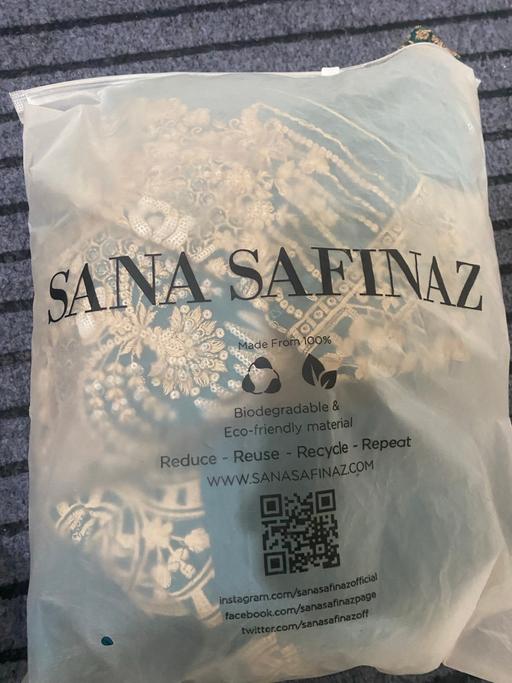 SANA SAFINAZ
Made From 100%
Biodegradable &
Eco-friendly material
Reduce - Reuse - Recycle - Repeat
WWW.SANASAFINAZ.COM
instagram.com/sanasafinazofficial
facebook.com/sanasafinazpage
twitter.com/sanasafinazoff